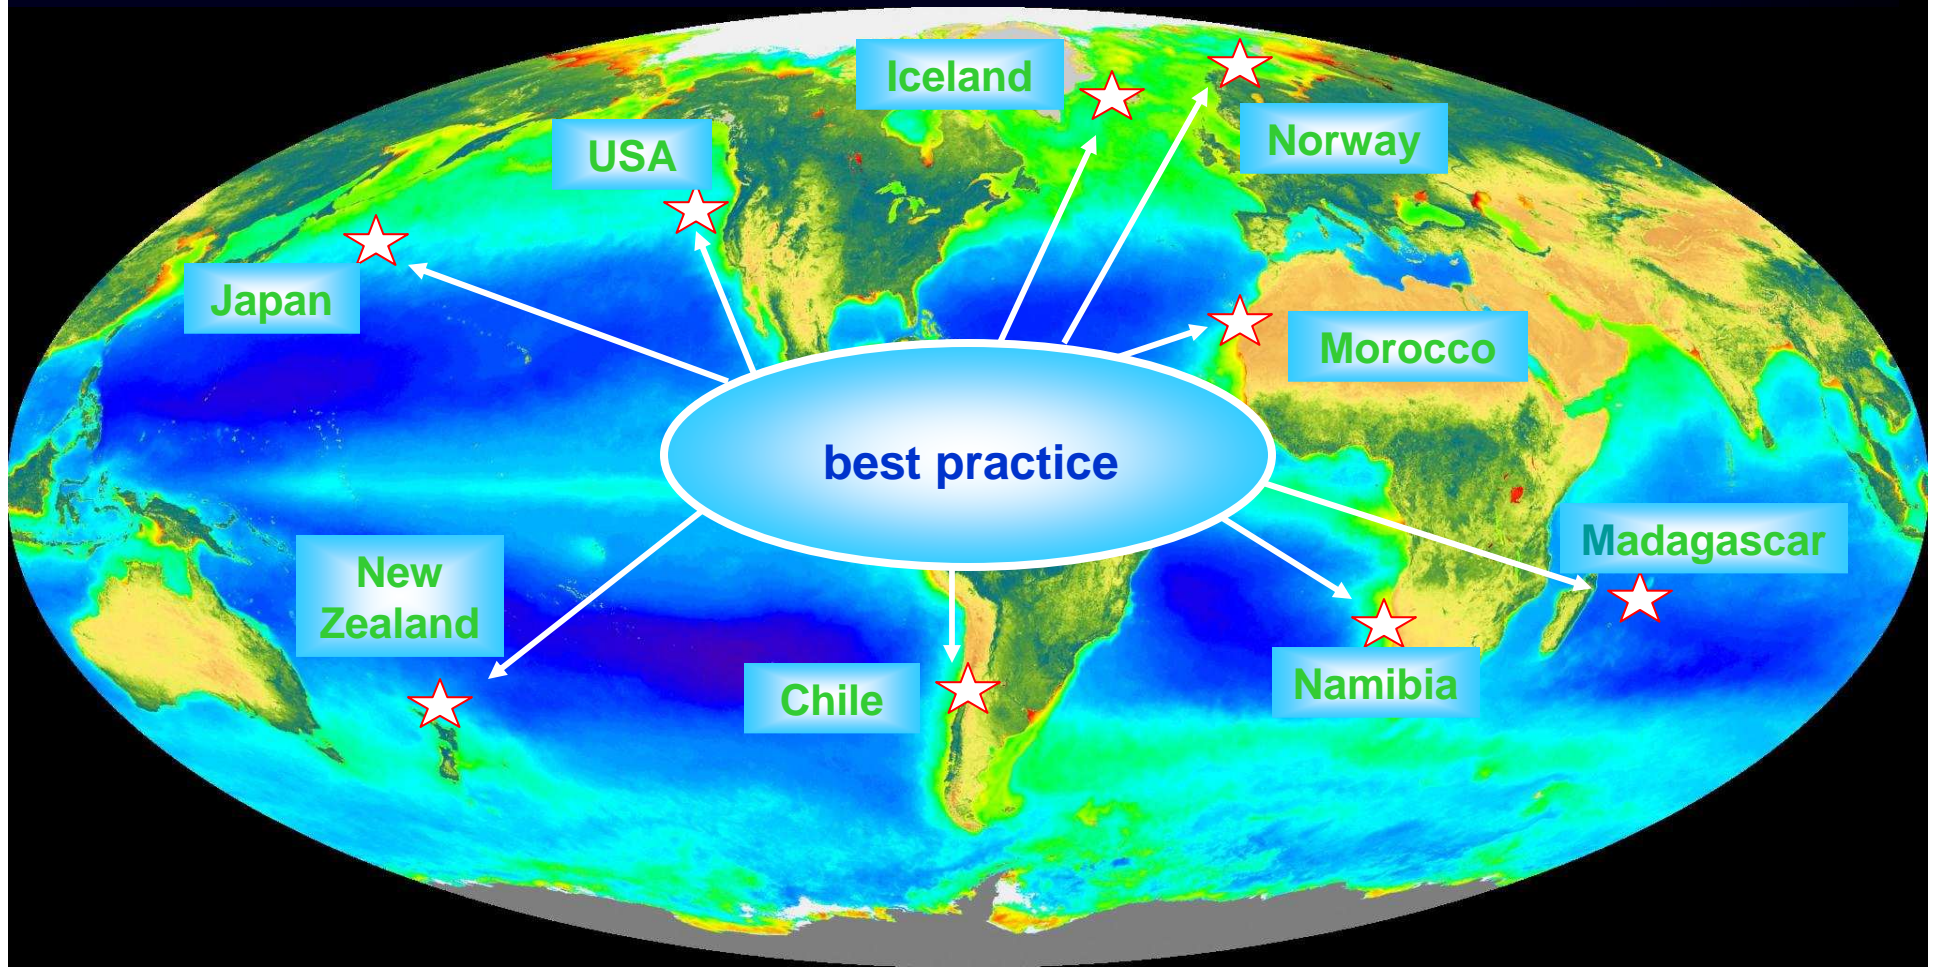 Iceland
Norway
USA
Japan
Morocco
best practice
Madagascar
New
Zealand
Chile
Namibia